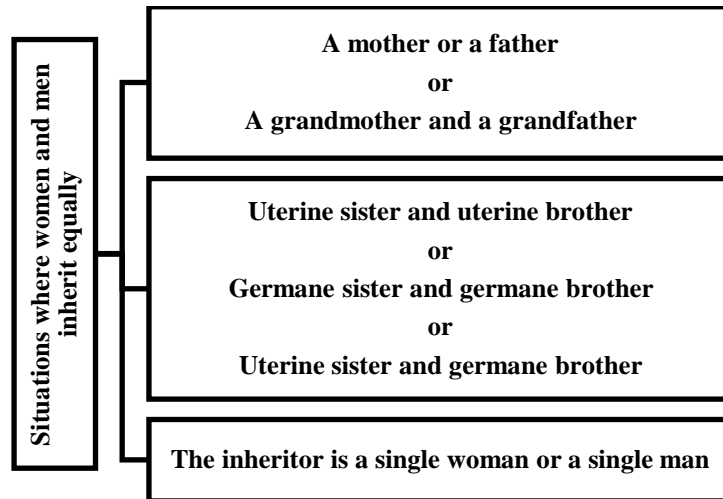 Situations where women and men
inherit equally
A mother or a father
or
A grandmother and a grandfather
Uterine sister and uterine brother
or
Germane sister and germane brother
or
Uterine sister and germane brother
The inheritor is a single woman or a single man